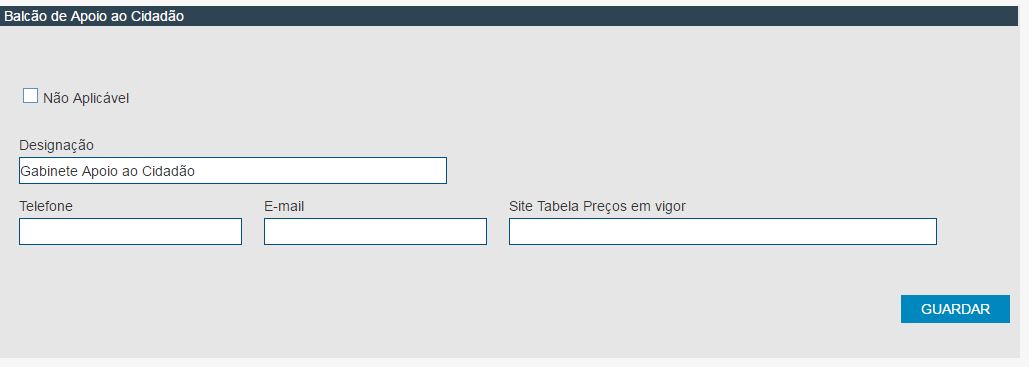 Balcão de Apoio ao Cidadão
Não Aplicável
Designação
Gabinete Apoio ao Cidadão
Telefone E-mail Site Tabela Preços em vigor
GUARDAR